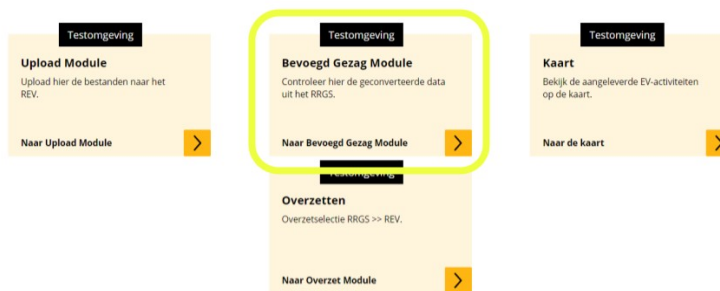 Testomgeving
Upload Module
Upload hier de bestanden naar het
REV.
Naar Upload Module
Testomgeving
Bevoegd Gezag Module
Controleer hier de geconverteerde data
uit het RRGS.
Naar Bevoegd Gezag Module
Testomgeving
Kaart
Bekijk de aangeleverde EV-activiteiten
op de kaart.
Naar de kaart
Testomgeving
Overzetten
Overzetselectie RRGS >> REV.
Naar Overzet Module